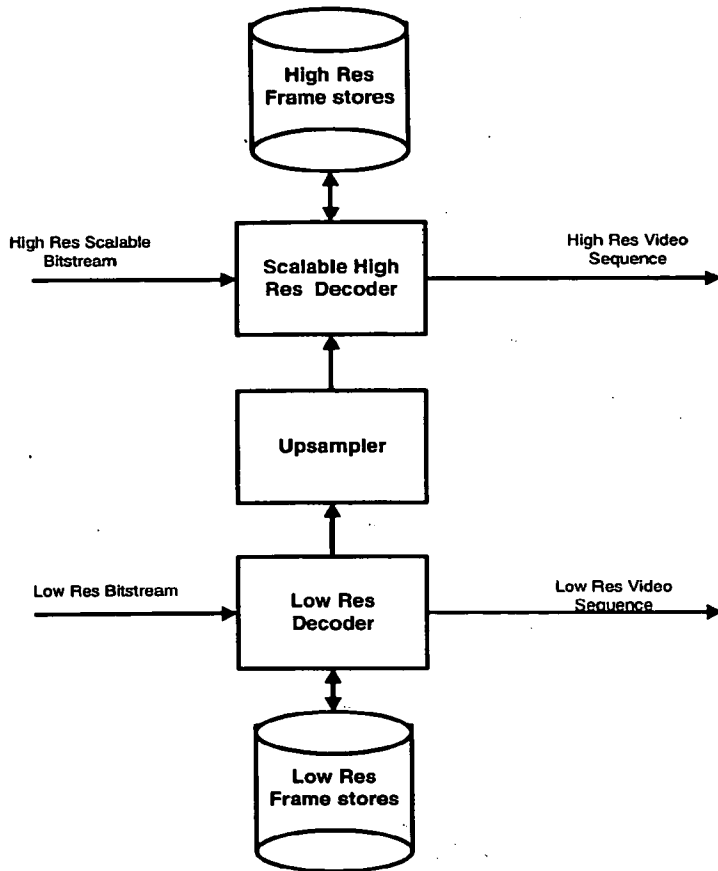 High Res
Frame stores
High Res Scalable
Bitstream
Scalable High
Res Decoder
High Res Video
Sequence
Upsampler
Low Res Bitstream
Low Res
Decoder
Low Res Video
Sequence
Low Res
Frame stores